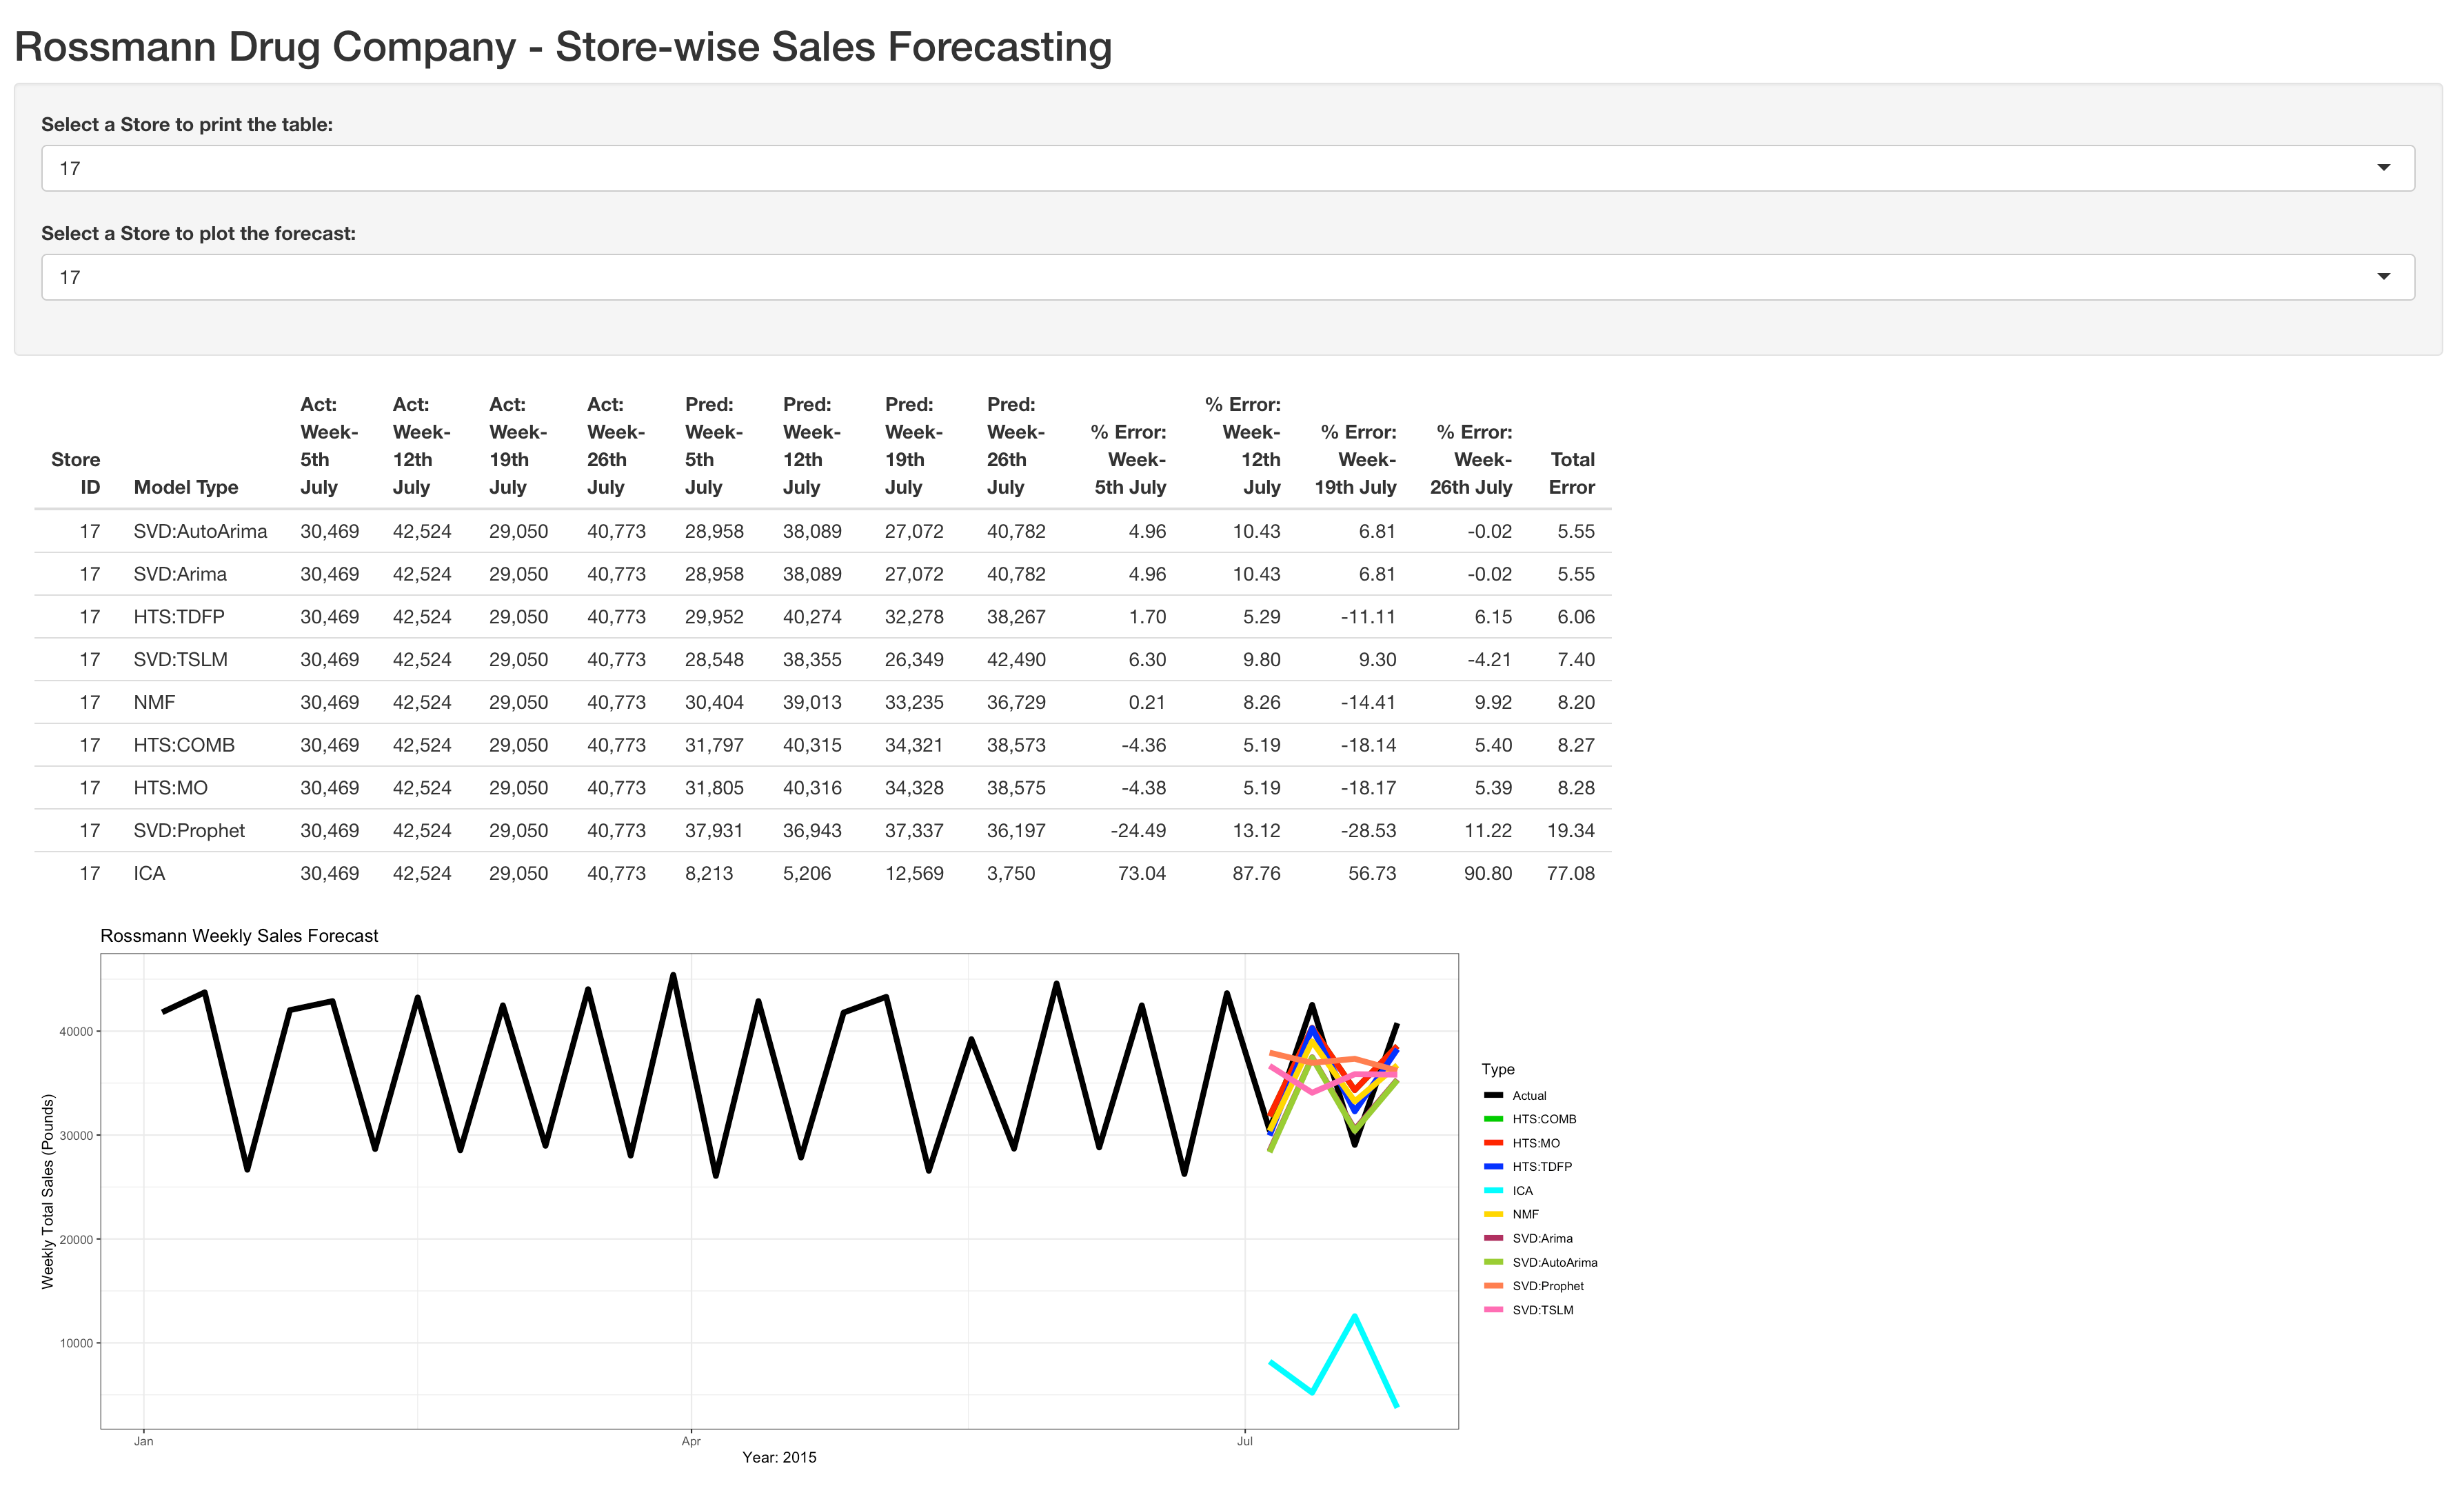 Rossmann Drug Company - Store-wise Sales Forecasting
Select a Store to print the table:
17
Select a Store to plot the forecast:
17
Store ID Model Type Act: Week-5th July Act: Week-12th July Act: Week-19th July Act: Week-26th July Pred: Week-5th July Pred: Week-12th July Pred: Week-19th July Pred: Week-26th July % Error: Week-5th July % Error: Week-12th July % Error: Week-19th July % Error: Week-26th July Total Error
17 SVD:AutoArima 30,469 42,524 29,050 40,773 28,958 38,089 27,072 40,782 4.96 10.43 6.81 -0.02 5.55
17 SVD:Arima 30,469 42,524 29,050 40,773 28,958 38,089 27,072 40,782 4.96 10.43 6.81 -0.02 5.55
17 HTS:TDFP 30,469 42,524 29,050 40,773 29,952 40,274 32,278 38,267 1.70 5.29 -11.11 6.15 6.06
17 SVD:TSLM 30,469 42,524 29,050 40,773 28,548 38,355 26,349 42,490 6.30 9.80 9.30 -4.21 7.40
17 NMF 30,469 42,524 29,050 40,773 30,404 39,013 33,235 36,729 0.21 8.26 -14.41 9.92 8.20
17 HTS:COMB 30,469 42,524 29,050 40,773 31,797 40,315 34,321 38,573 -4.36 5.19 -18.14 5.40 8.27
17 HTS:MO 30,469 42,524 29,050 40,773 31,805 40,316 34,328 38,575 -4.38 5.19 -18.17 5.39 8.28
17 SVD:Prophet 30,469 42,524 29,050 40,773 37,931 36,943 37,337 36,197 -24.49 13.12 -28.53 11.22 19.34
17 ICA 30,469 42,524 29,050 40,773 8,213 5,206 12,569 3,750 73.04 87.76 56.73 90.80 77.08
Rossmann Weekly Sales Forecast
Weekly Total Sales (Pounds)
40000
30000
20000
10000
Jan Apr Jul
Year: 2015
Type
Actual
HTS:COMB
HTS:MO
HTS:TDFP
ICA
NMF
SVD:Arima
SVD:AutoArima
SVD:Prophet
SVD:TSLM